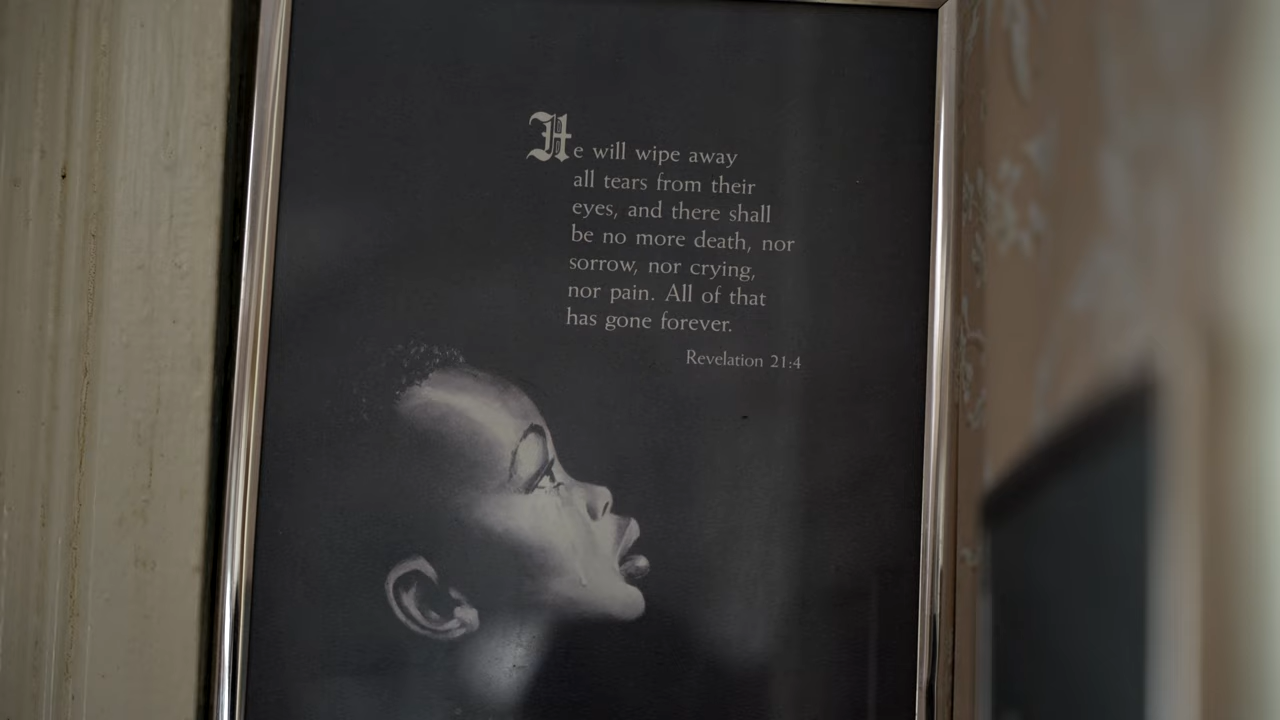 He will wipe away
all tears from their
eyes, and there shall
be no more death, nor
sorrow, nor crying,
nor pain. All of that
has gone forever.
Revelation 21:4